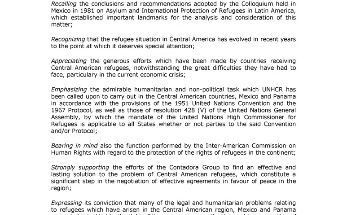 Recalling the conclusions and recommendations adopted by the Colloquium held in
Mexico in 1981 on Asylum and International Protection of Refugees in Latin America,
which established important landmarks for the analysis and consideration of this
matter;
Recognizing that the refugee situation in Central America has evolved in recent years
to the point at which it deserves special attention;
Appreciating the generous efforts which have been made by countries receiving
Central American refugees, notwithstanding the great difficulties they have had to
face, particularly in the current economic crisis;
Emphasizing the admirable humanitarian and non-political task which UNHCR has
been called upon to carry out in the Central American countries, Mexico and Panama
in accordance with the provisions of the 1951 United Nations Convention and the
1967 Protocol, as well as those of resolution 428 (V) of the United Nations General
Assembly, by which the mandate of the United Nations High Commissioner for
Refugees is applicable to all States whether or not parties to the said Convention
and/or Protocol;
Bearing in mind also the function performed by the Inter-American Commission on
Human Rights with regard to the protection of the rights of refugees in the continent;
Strongly supporting the efforts of the Contadora Group to find an effective and
lasting solution to the problem of Central American refugees, which constitute a
significant step in the negotiation of effective agreements in favour of peace in the
region;
Expressing its conviction that many of the legal and humanitarian problems relating
to refugees which have arisen in the Central American region, Mexico and Panama